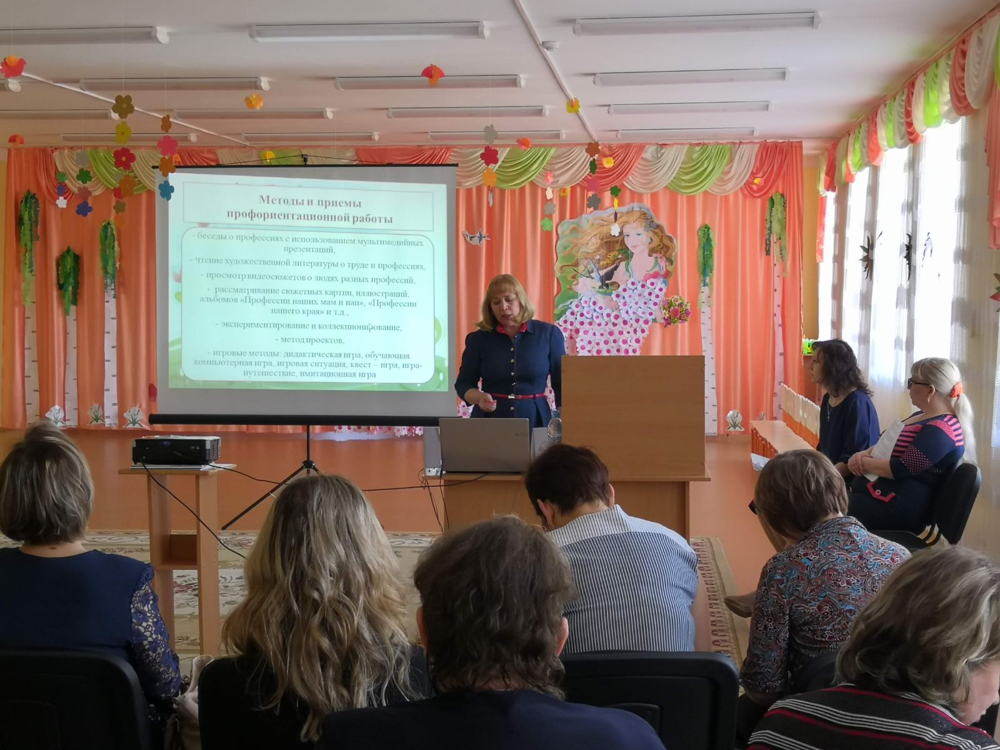 Методы и приемы
профориентационной работы
- беседы о профессиях с использованием мультимедийных
презентаций,
- чтение художественной литературы о труде и профессиях,
- просмотр видеосюжетов о людях разных профессий,
- рассматривание сюжетных картин, иллюстраций,
альбомов «Профессии наших мам и пап», «Профессии
нашего края» и т.д.,
- экспериментирование и коллекционирование,
- метод проектов,
- игровые методы: дидактическая игра, обучающая
компьютерная игра, игровая ситуация, квест – игра, игра-
путешествие, имитационная игра